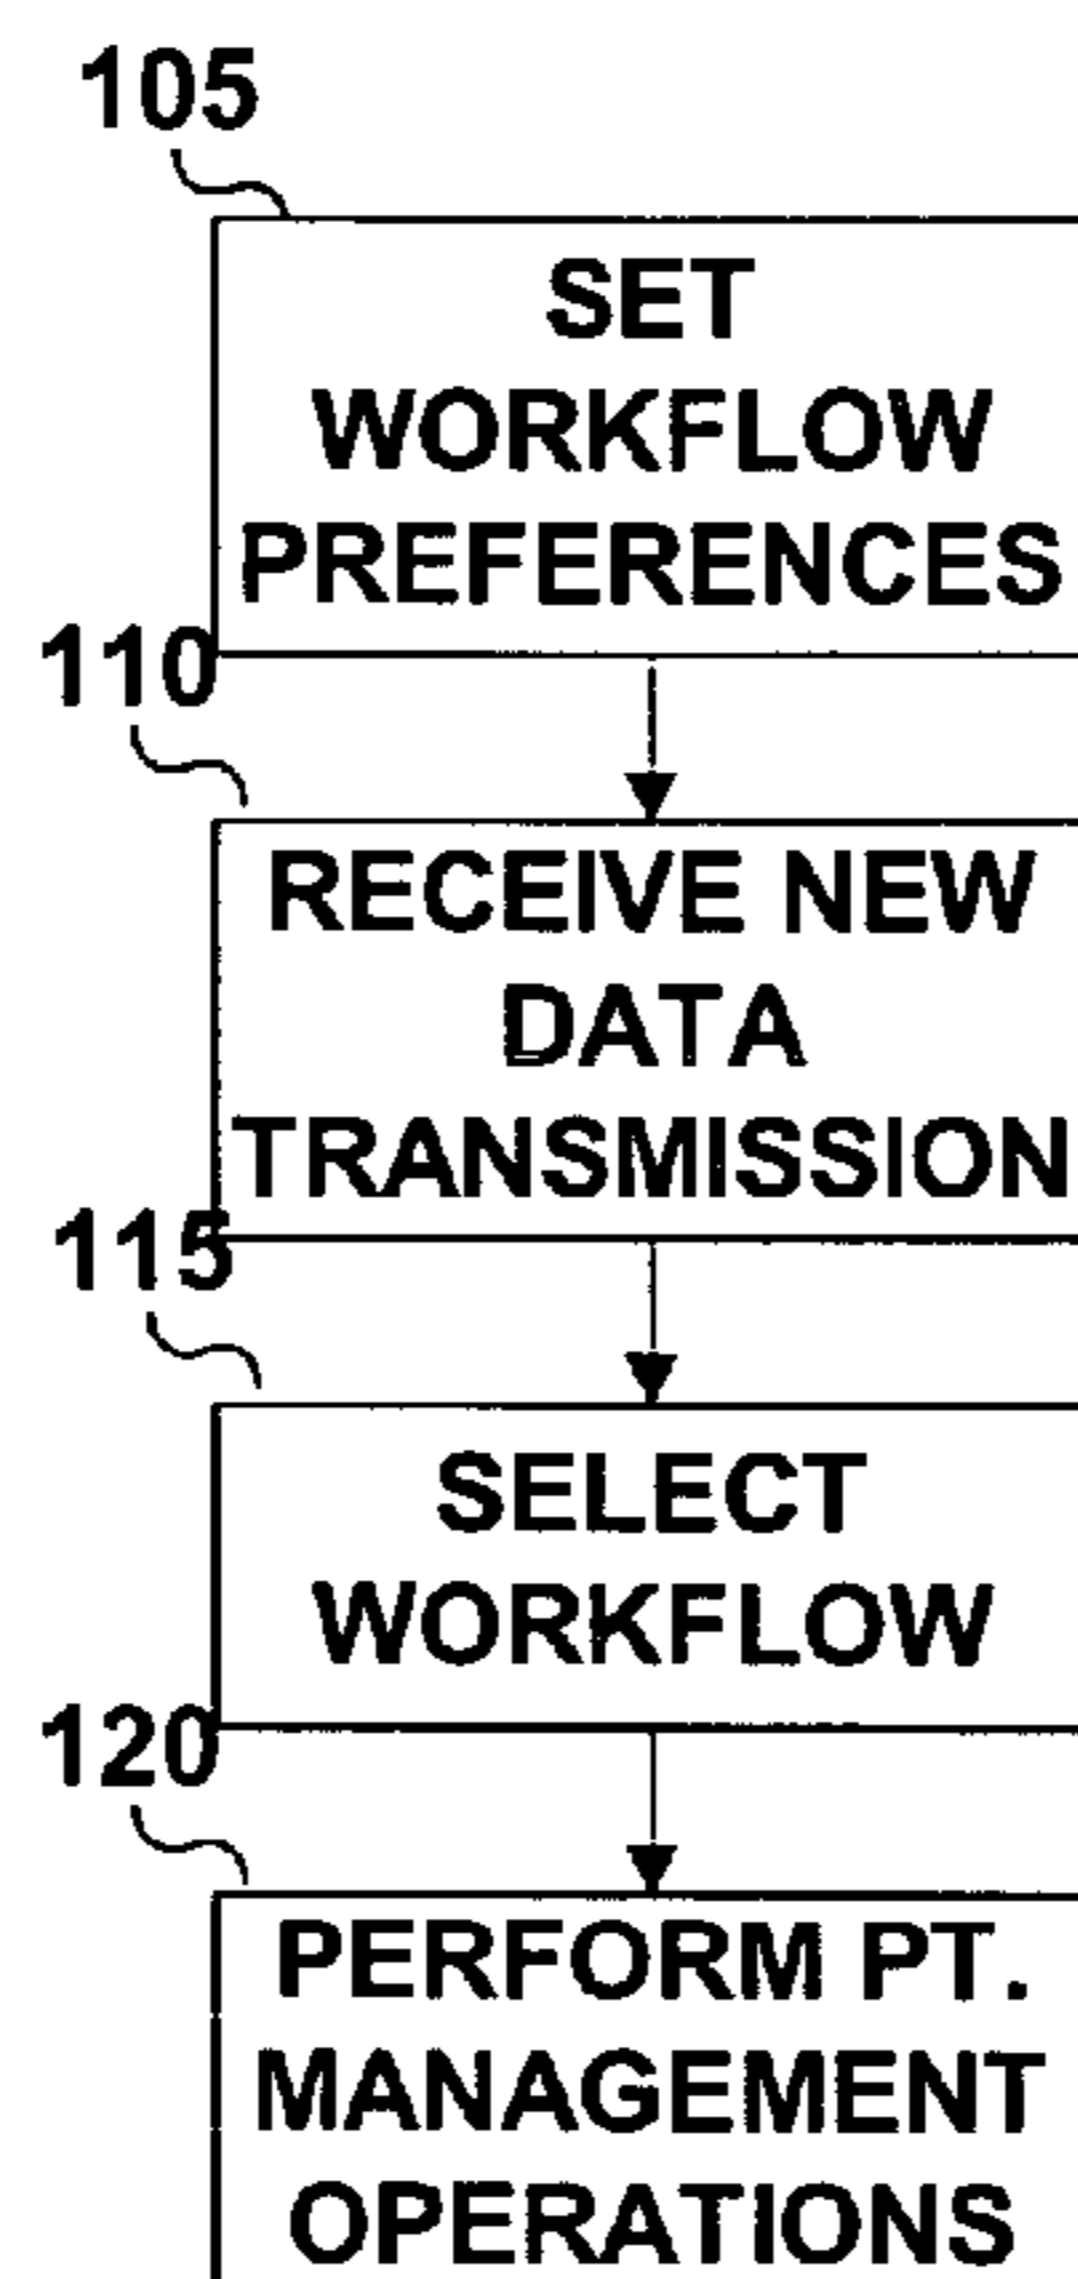 105
SET
WORKFLOW
PREFERENCES
110
RECEIVE NEW
DATA
TRANSMISSION
115
SELECT
WORKFLOW
120
PERFORM PT.
MANAGEMENT
OPERATIONS